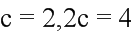 c = 2,2c = 4